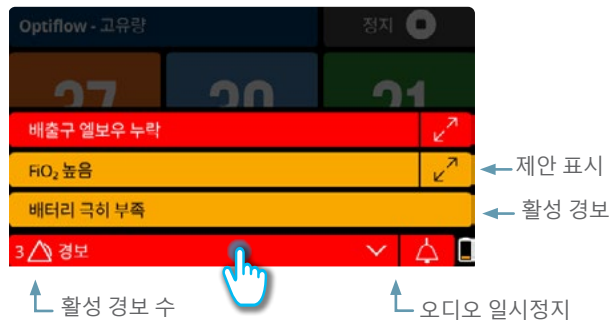 Optiflow - 고유량
정지
37
30
21
배출구 엘보우 누락
FiO₂ 높음
제안 표시
배터리 극히 부족
활성 경보
3 경보
활성 경보 수
오디오 일시정지